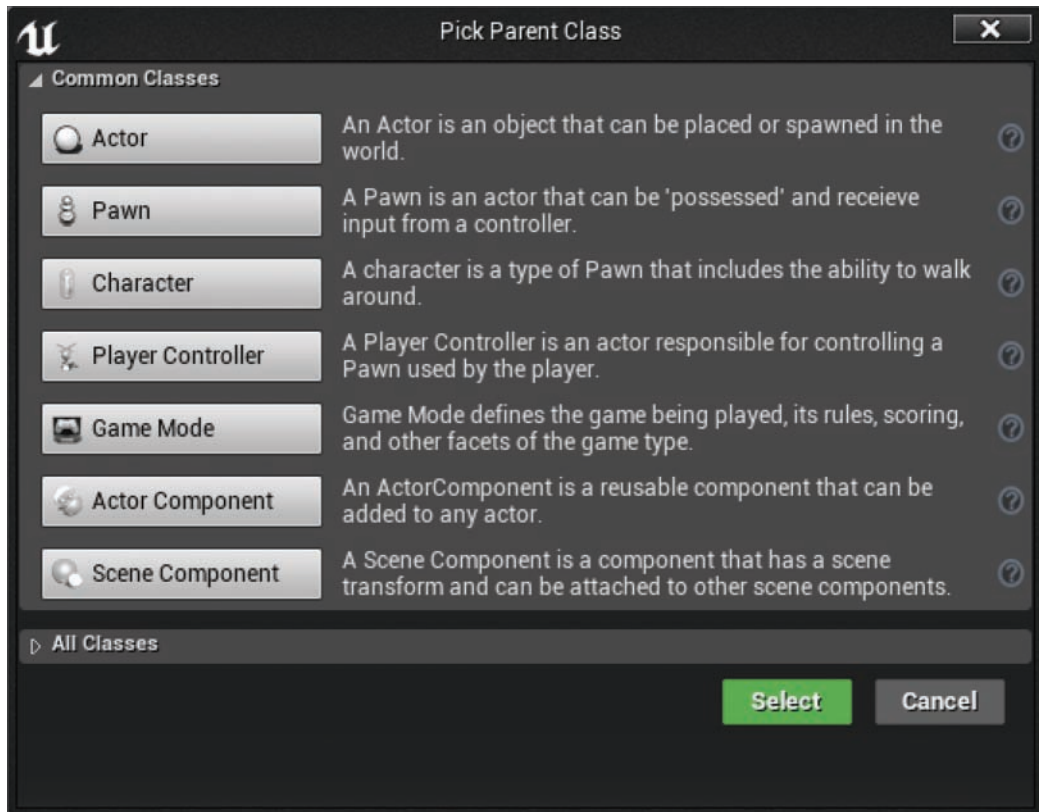 Pick Parent Class
Common Classes
Actor
An Actor is an object that can be placed or spawned in the
world.
Pawn
A Pawn is an actor that can be 'possessed' and receieve
input from a controller.
Character
A character is a type of Pawn that includes the ability to walk
around.
Player Controller
A Player Controller is an actor responsible for controlling a
Pawn used by the player.
Game Mode
Game Mode defines the game being played, its rules, scoring,
and other facets of the game type.
Actor Component
An ActorComponent is a reusable component that can be
added to any actor.
Scene Component
A Scene Component is a component that has a scene
transform and can be attached to other scene components.
All Classes
Select
Cancel